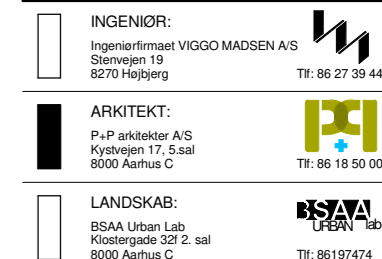 INGENIØR:
Ingeniørfirmaet VIGGO MADSEN A/S
Stenvejen 19
8270 Højbjerg
Tlf: 86 27 39 44
ARKITEKT:
P+P arkitekter A/S
Kystvejen 17, 5.sal
8000 Aarhus C
Tlf: 86 18 50 00
LANDSKAB:
BSAA
URBAN lab
BSAA Urban Lab
Klostergade 32f 2. sal
8000 Aarhus C
Tlf: 86197474